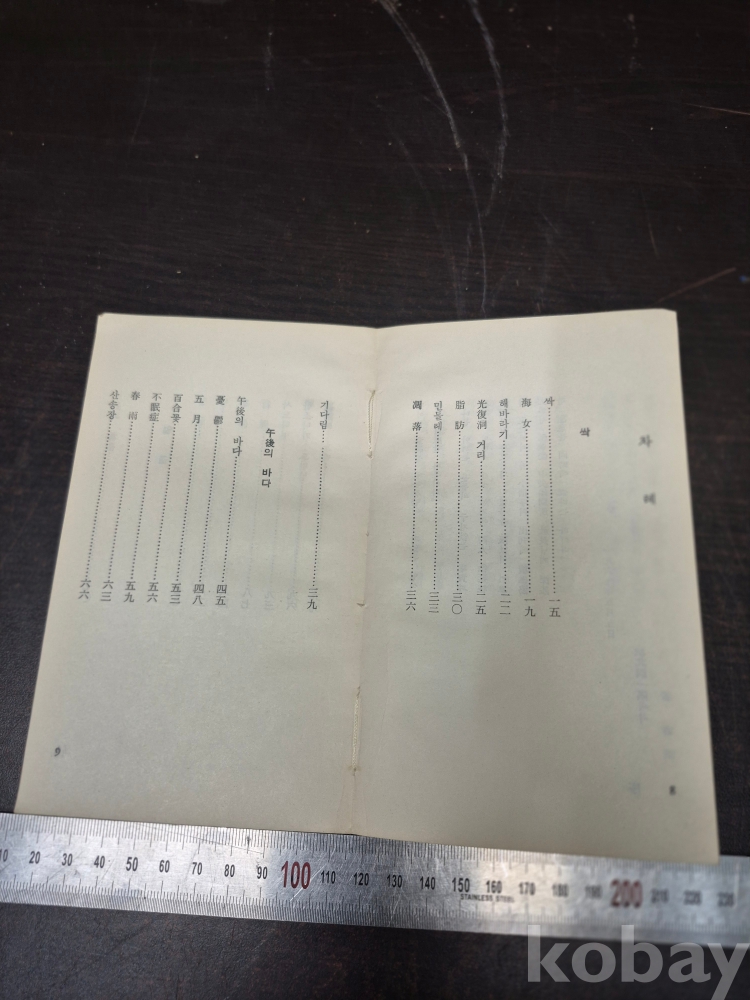 차 례
싹
싹……………一五
海 女……………一九
해바라기……………二二
光復洞 거리……………二五
脂 肪……………三〇
민들레……………三三
凋 落……………三六
8
기다림……………三九
午後의 바다
午後의 바다……………四五
憂 鬱……………四八
五 月……………五三
百合꽃……………五六
不眠症……………五九
春 雨……………六三
산송장……………六六
9
10 20 30 40 50 60 70 80 90 100 110 120 130 140 150 160 170 180 190 200 210 220 230
STAINLESS STEEL
kobay